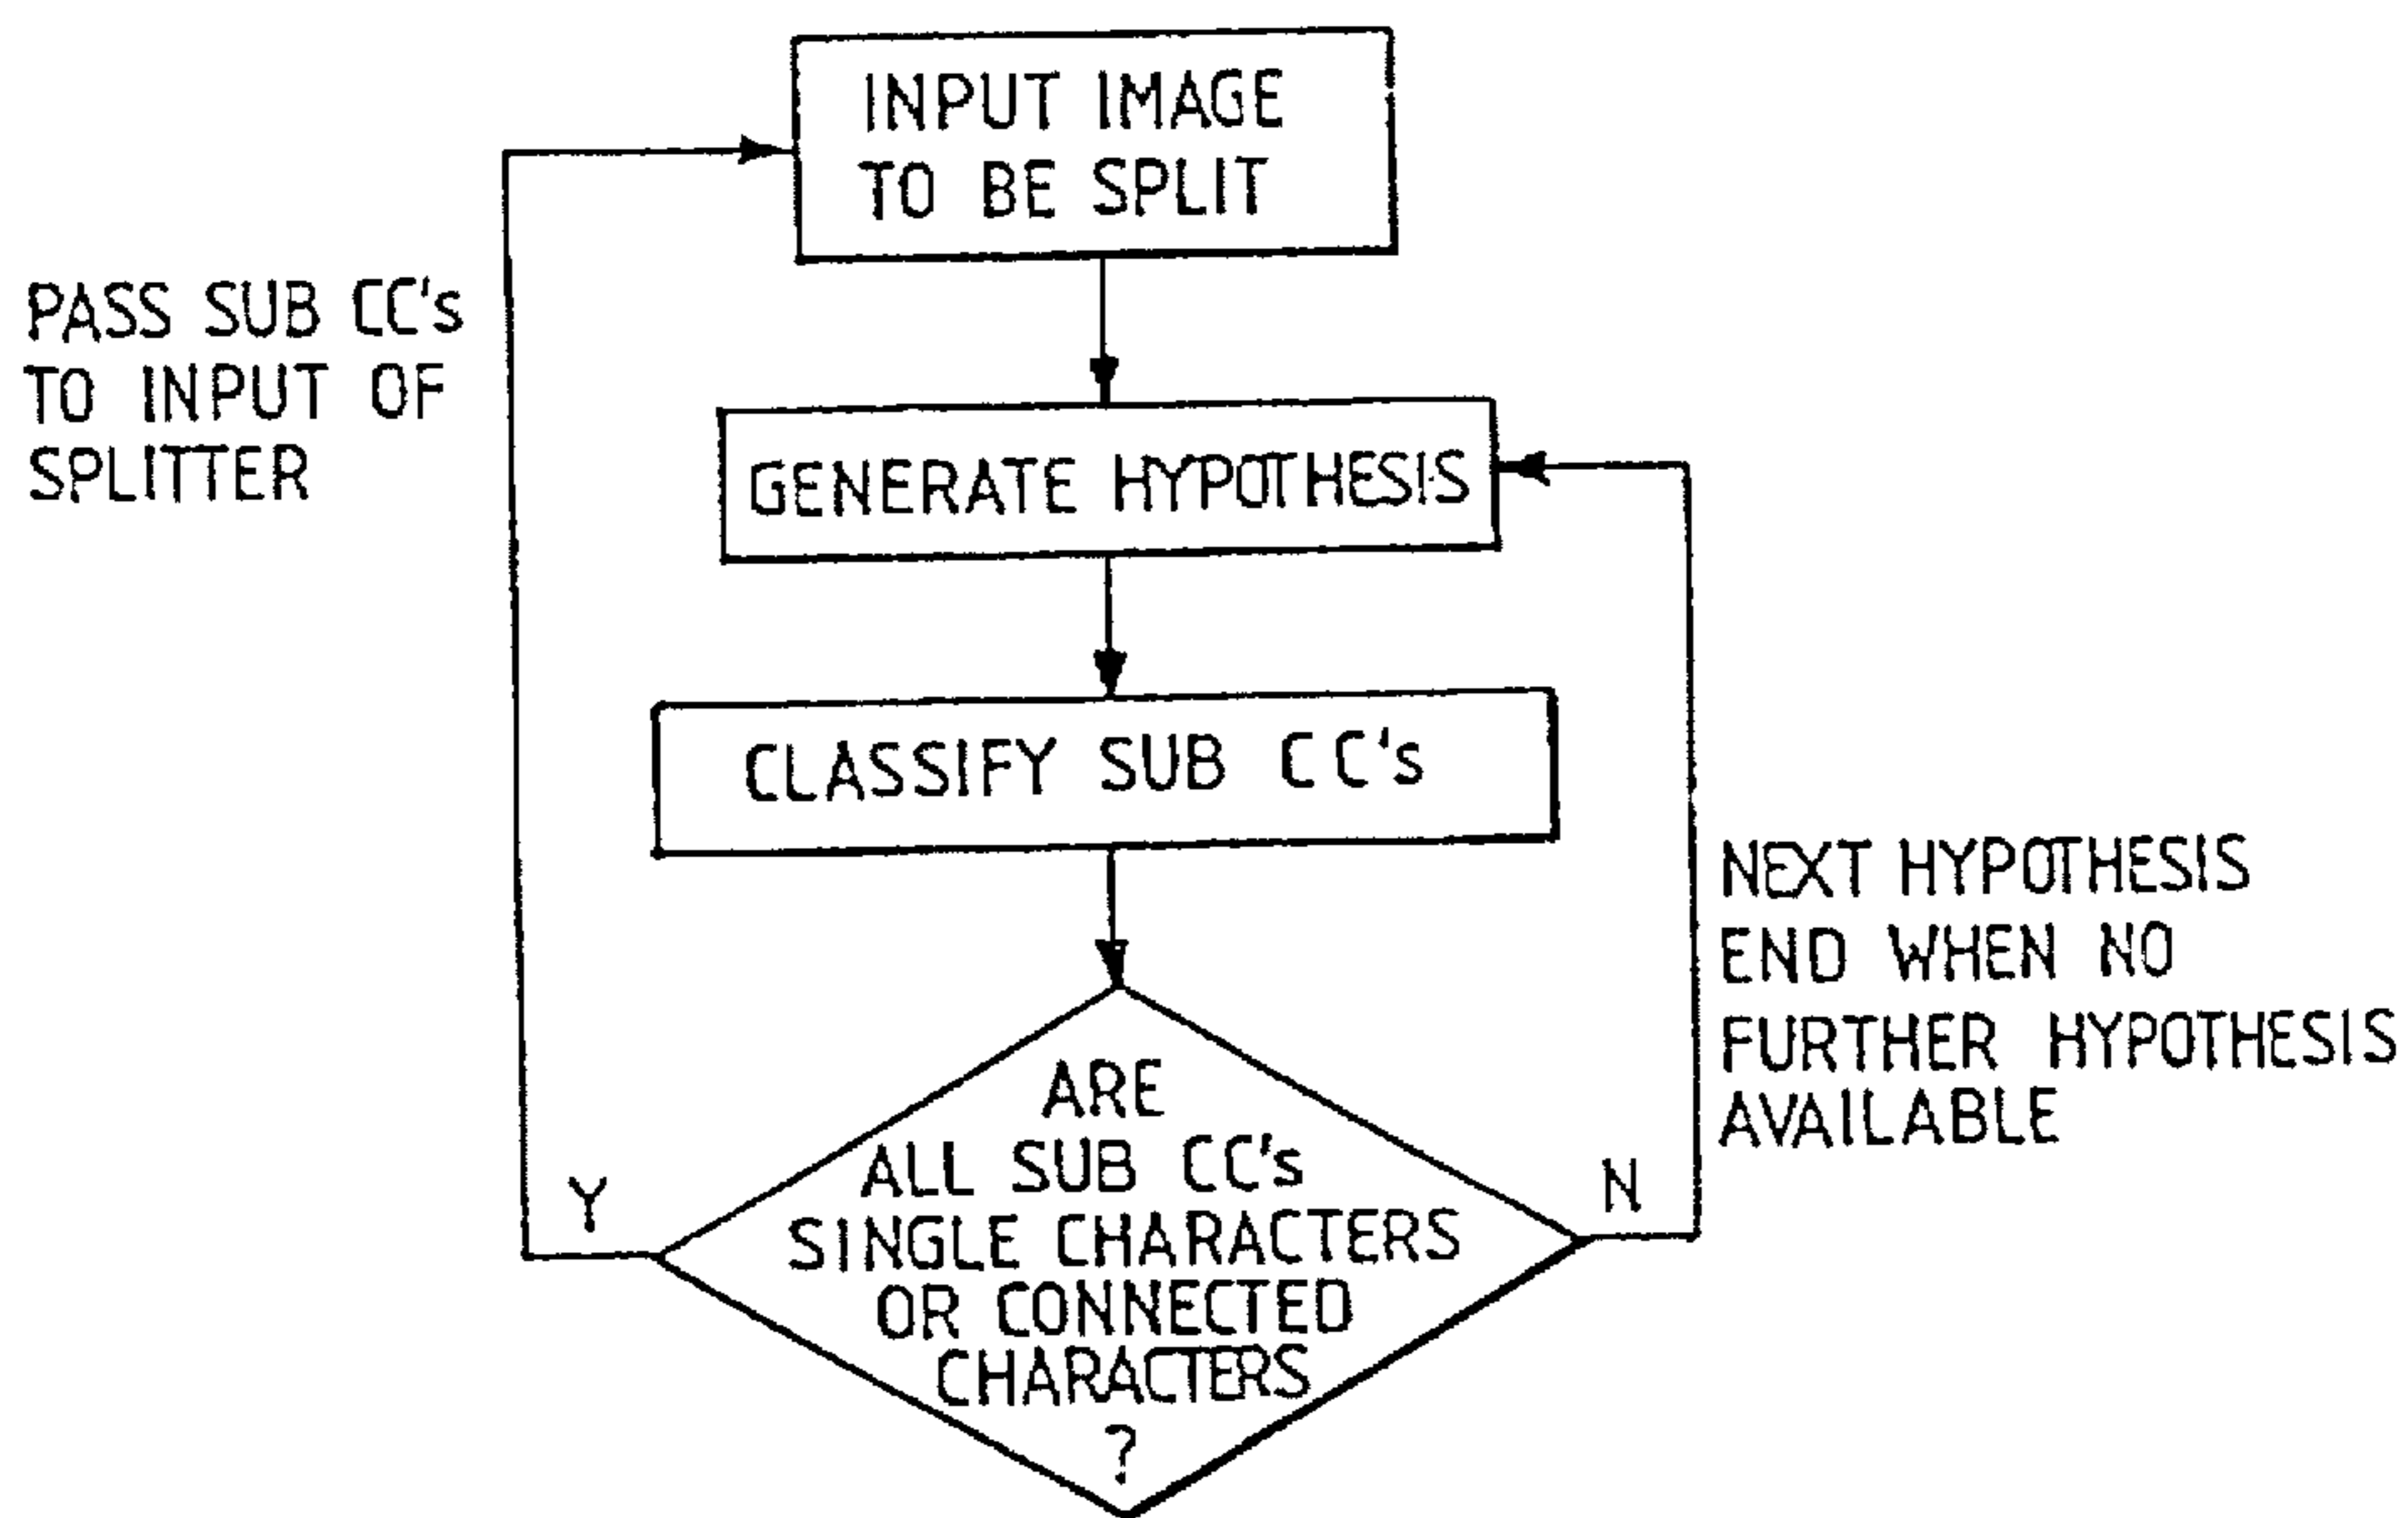 INPUT IMAGE
TO BE SPLIT
PASS SUB CC's
TO INPUT OF
SPLITTER
GENERATE HYPOTHESIS
CLASSIFY SUB CC's
NEXT HYPOTHESIS
END WHEN NO
FURTHER HYPOTHESIS
AVAILABLE
ARE
ALL SUB CC's
SINGLE CHARACTERS
OR CONNECTED
CHARACTERS
?
Y
N